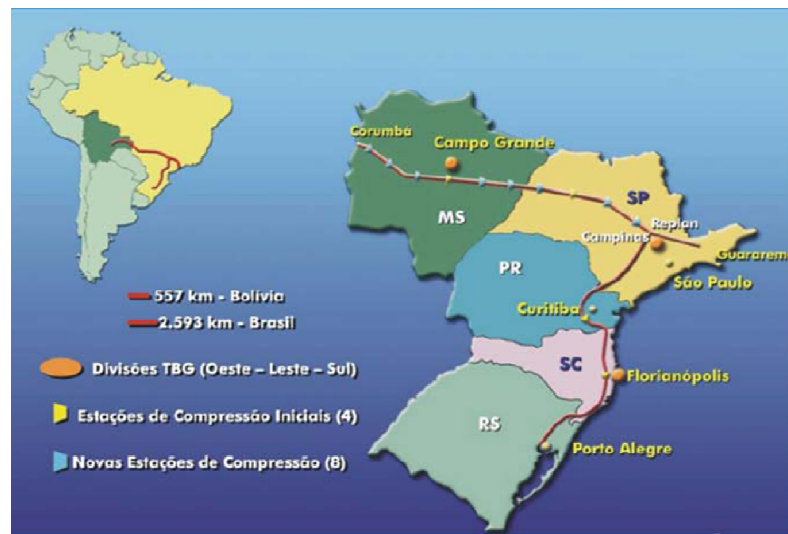 Corumbá
Campo Grande
MS
SP
Replan
Campinas
Guararema
São Paulo
PR
Curitiba
SC
Florianópolis
RS
Porto Alegre
557 km - Bolívia
2.593 km - Brasil
Divisões TBG (Oeste – Leste – Sul)
Estações de Compressão Iniciais (4)
Novas Estações de Compressão (8)